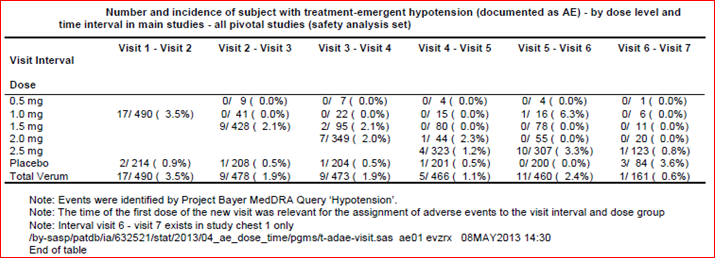 Number and incidence of subject with treatment-emergent hypotension (documented as AE) - by dose level and
time interval in main studies - all pivotal studies (safety analysis set)
Visit 1 - Visit 2 Visit 2 - Visit 3 Visit 3 - Visit 4 Visit 4 - Visit 5 Visit 5 - Visit 6 Visit 6 - Visit 7
Visit Interval
Dose
0.5 mg 0/ 9 ( 0.0%) 0/ 7 ( 0.0%) 0/ 4 ( 0.0%) 0/ 4 ( 0.0%) 0/ 1 ( 0.0%)
1.0 mg 17/ 490 ( 3.5%) 0/ 41 ( 0.0%) 0/ 22 ( 0.0%) 0/ 15 ( 0.0%) 1/ 16 ( 6.3%) 0/ 6 ( 0.0%)
1.5 mg 9/ 428 ( 2.1%) 2/ 95 ( 2.1%) 0/ 80 ( 0.0%) 0/ 78 ( 0.0%) 0/ 11 ( 0.0%)
2.0 mg 7/ 349 ( 2.0%) 1/ 44 ( 2.3%) 0/ 55 ( 0.0%) 0/ 20 ( 0.0%)
2.5 mg 4/ 323 ( 1.2%) 10/ 307 ( 3.3%) 1/ 123 ( 0.8%)
Placebo 2/ 214 ( 0.9%) 1/ 208 ( 0.5%) 1/ 204 ( 0.5%) 1/ 201 ( 0.5%) 0/ 200 ( 0.0%) 3/ 84 ( 3.6%)
Total Verum 17/ 490 ( 3.5%) 9/ 478 ( 1.9%) 9/ 473 ( 1.9%) 5/ 466 ( 1.1%) 11/ 460 ( 2.4%) 1/ 161 ( 0.6%)
Note: Events were identified by Project Bayer MedDRA Query 'Hypotension'.
Note: The time of the first dose of the new visit was relevant for the assignment of adverse events to the visit interval and dose group
Note: Interval visit 6 - visit 7 exists in study chest 1 only
/by-sasp/patdb/ia/632521/stat/2013/04_ae_dose_time/pgms/t-adae-visit.sas ae01 evzrx 08MAY2013 14:30
End of table